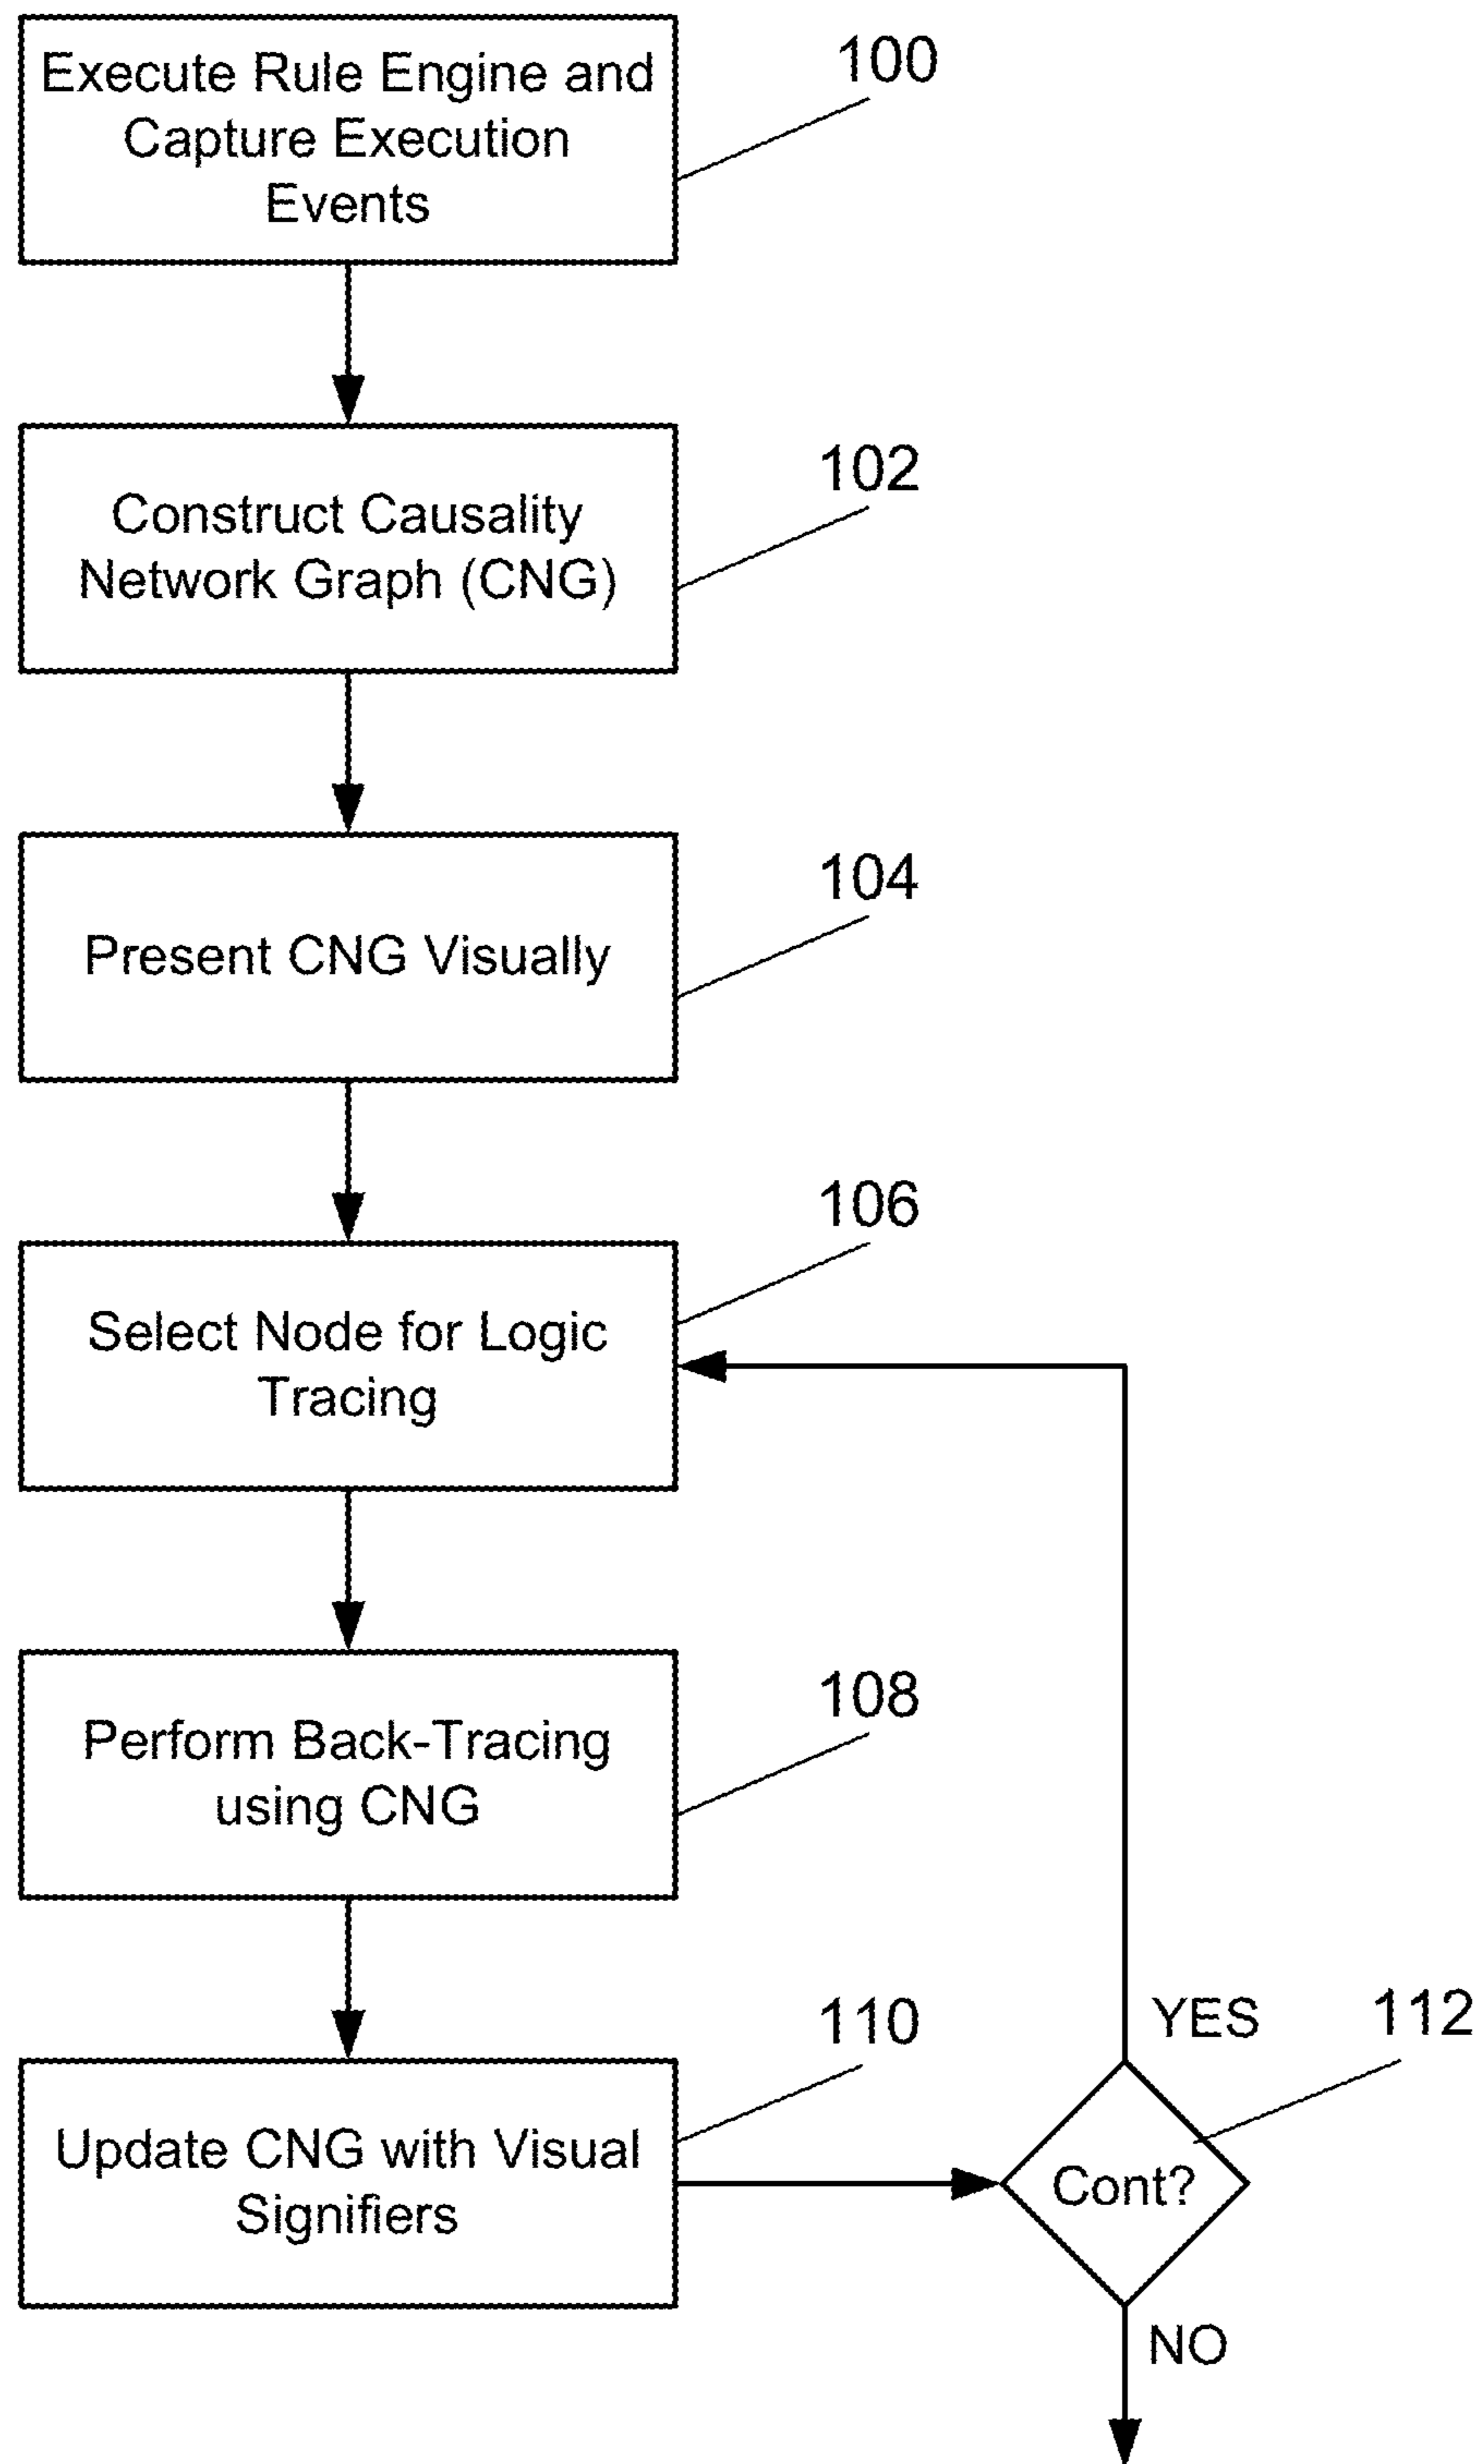 Execute Rule Engine and
Capture Execution
Events
100
Construct Causality
Network Graph (CNG)
102
Present CNG Visually
104
Select Node for Logic
Tracing
106
Perform Back-Tracing
using CNG
108
Update CNG with Visual
Signifiers
110
YES
112
Cont?
NO